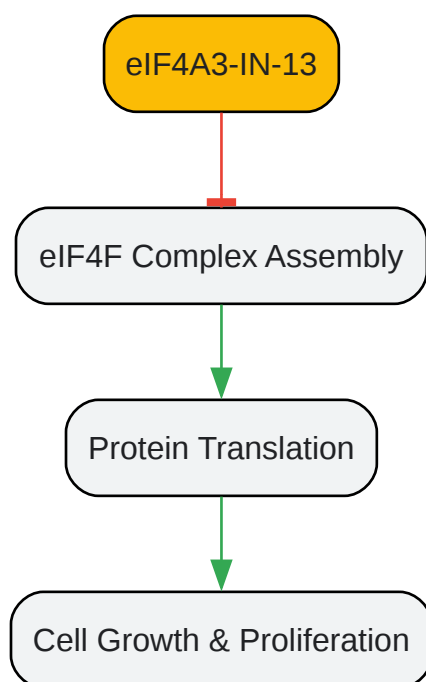 eIF4A3-IN-13
eIF4F Complex Assembly
Protein Translation
Cell Growth & Proliferation